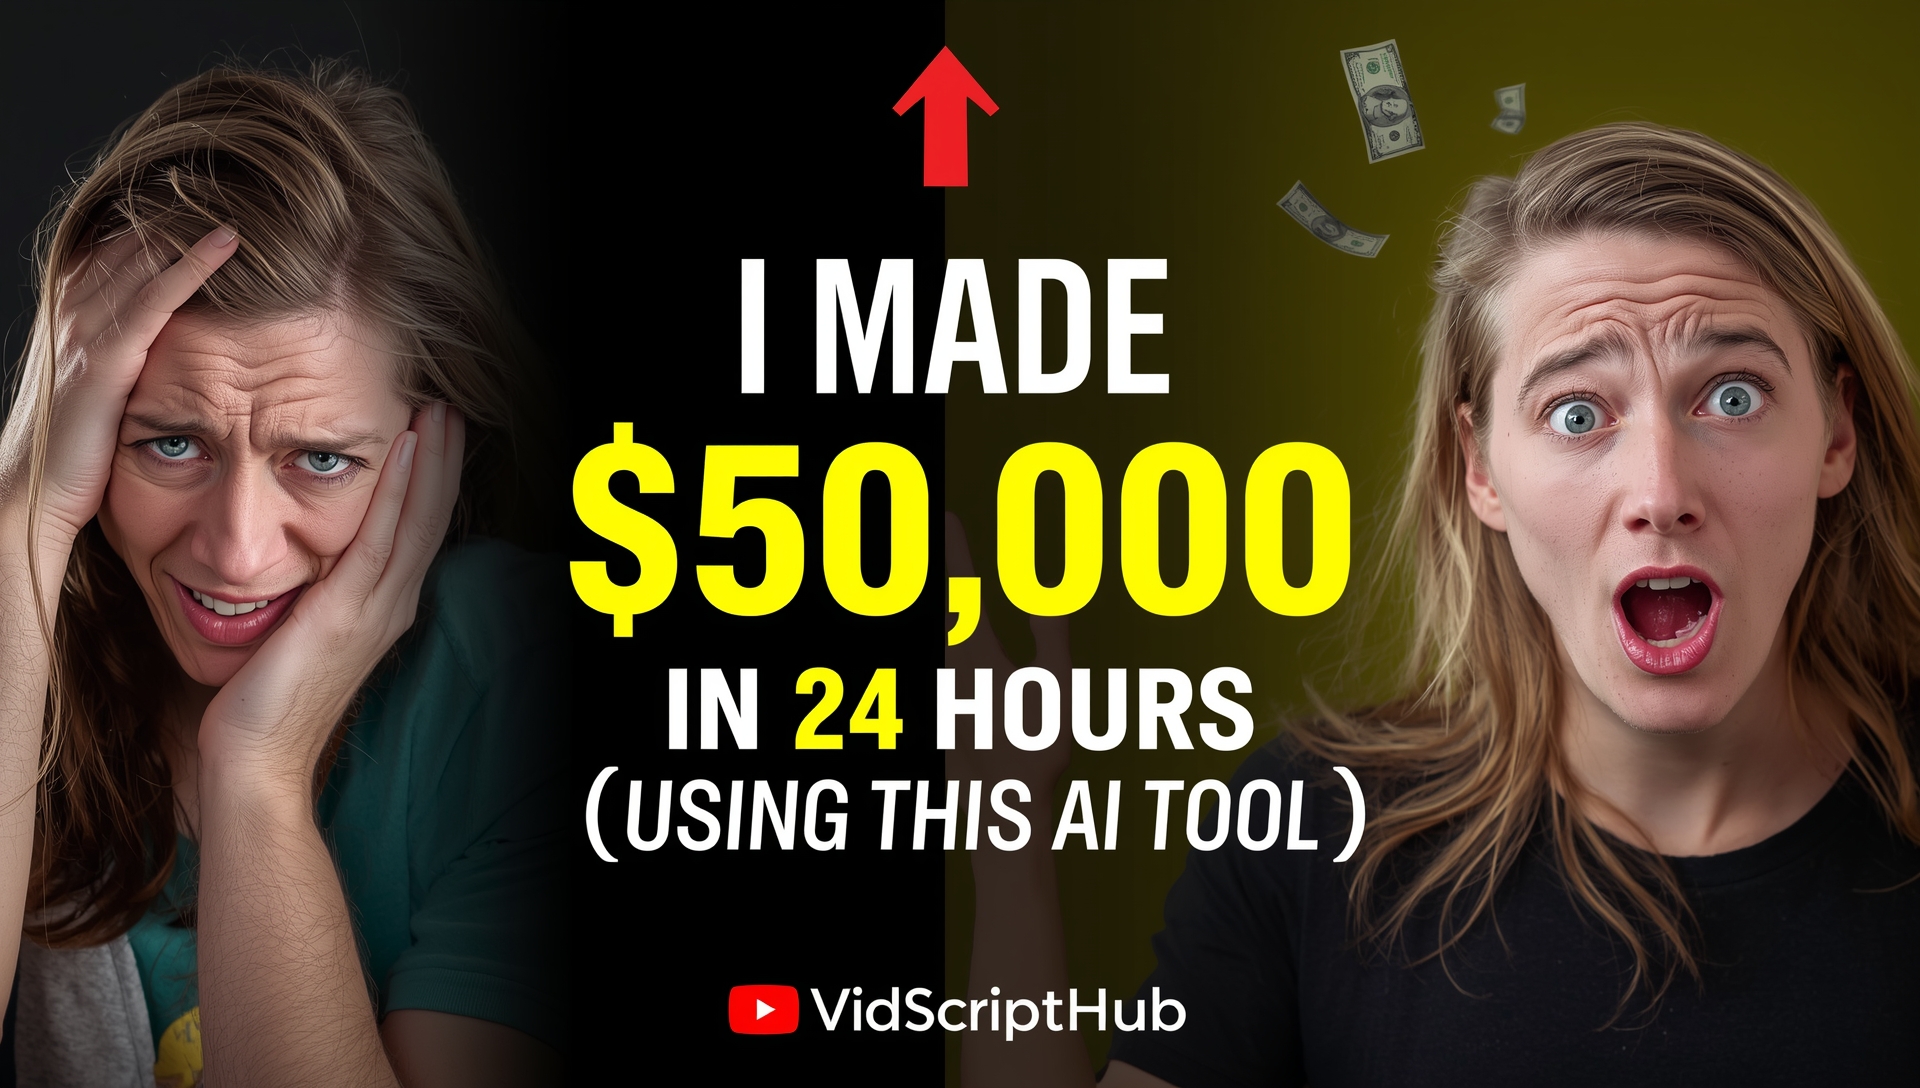 I MADE
$50,000
IN 24 HOURS
(USING THIS AI TOOL)
VidScriptHub